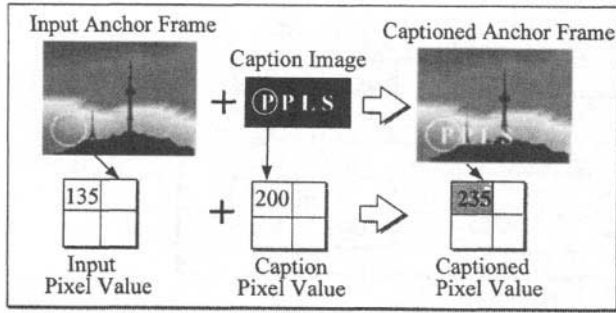 Input Anchor Frame
Caption Image
Captioned Anchor Frame
P P L S
P P L S
135
200
235
Input
Pixel Value
Caption
Pixel Value
Captioned
Pixel Value